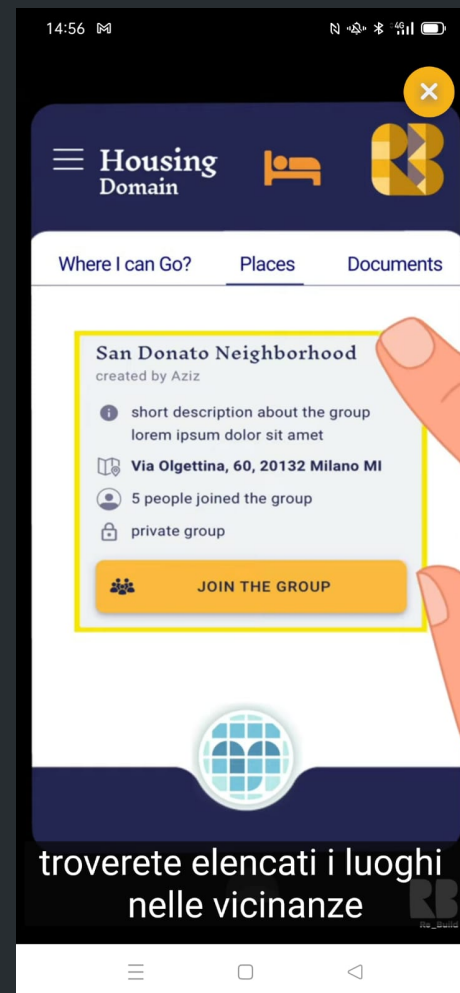 14:56
4G
Housing
Domain
Where I can Go?
Places
Documents
San Donato Neighborhood
created by Aziz
short description about the group
lorem ipsum dolor sit amet
Via Olgettina, 60, 20132 Milano MI
5 people joined the group
private group
JOIN THE GROUP
troverete elencati i luoghi
nelle vicinanze
Re_Build